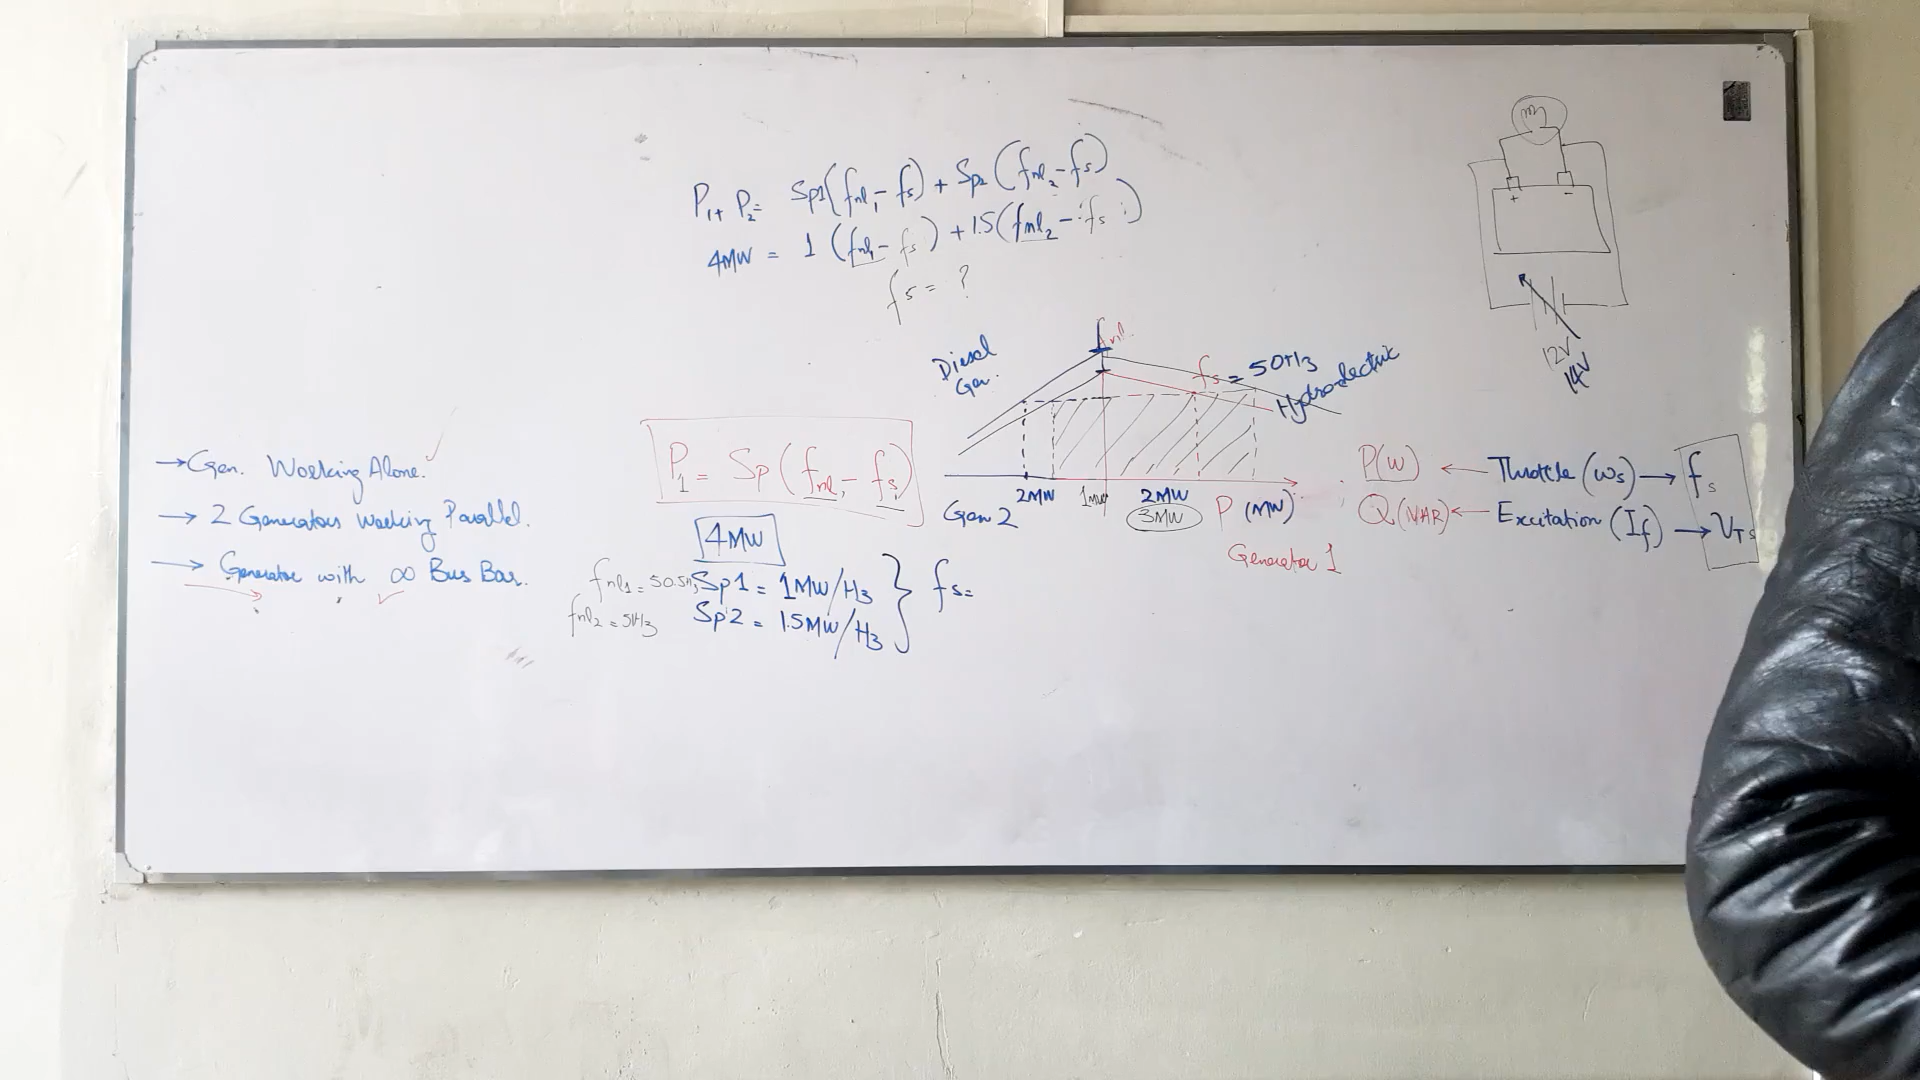 P1+ P2= Sp1(fnl1- fs) + Sp2(fnl2-fs)
4MW = 1 (fnl1- fs) + 1.5(fnl2-fs)
fs = ?
+ -
12V
14V
Diesel
Gen.
fnl.
fs = 50Hz
Hydroelectric
2MW 1MW 2MW
3MW
Gen 2
P (MW)
Generator 1
→Gen. Working Alone.
→ 2 Generators Working Parallel.
→ Generator with ∞ Bus Bar.
P1 = Sp (fnl1- fs)
4MW
fnl1 = 50.5Hz Sp1 = 1MW/Hz
fnl2 = 51Hz Sp2 = 1.5MW/Hz } fs=
P(W) ← Throttle (ws) → fs
Q(VAR) ← Excitation (If) → VTs